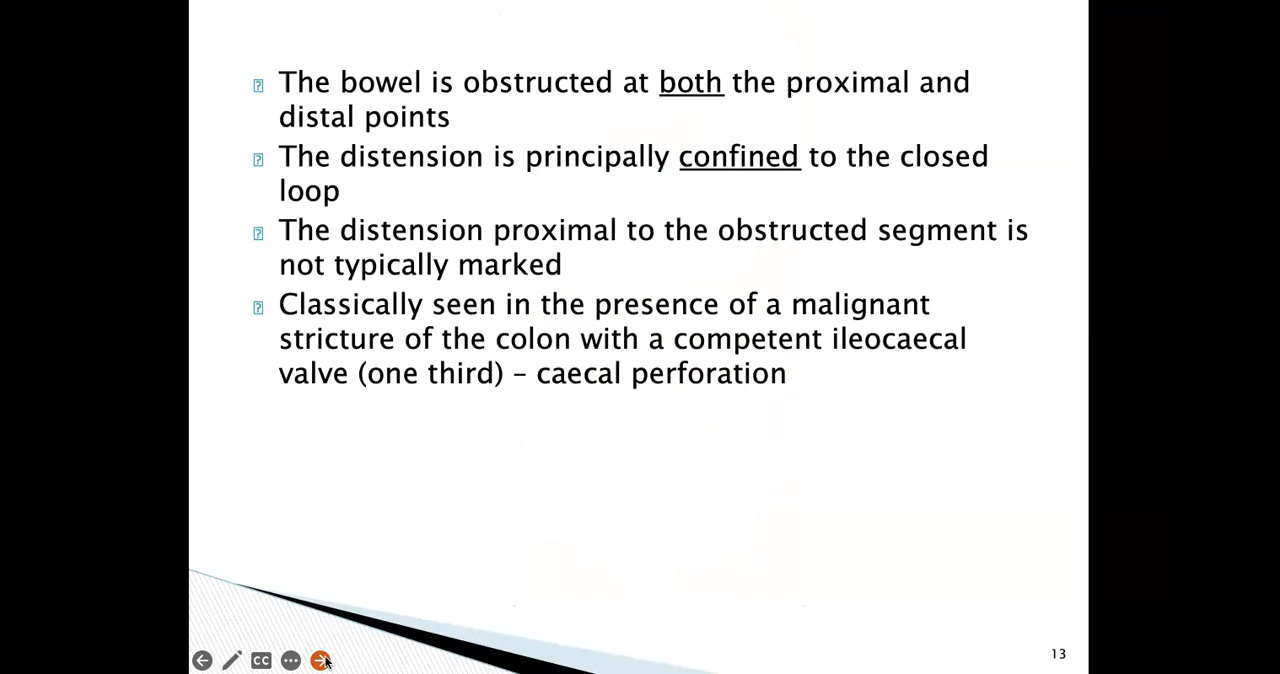 The bowel is obstructed at both the proximal and
distal points
The distension is principally confined to the closed
loop
The distension proximal to the obstructed segment is
not typically marked
Classically seen in the presence of a malignant
stricture of the colon with a competent ileocaecal
valve (one third) – caecal perforation
CC
13